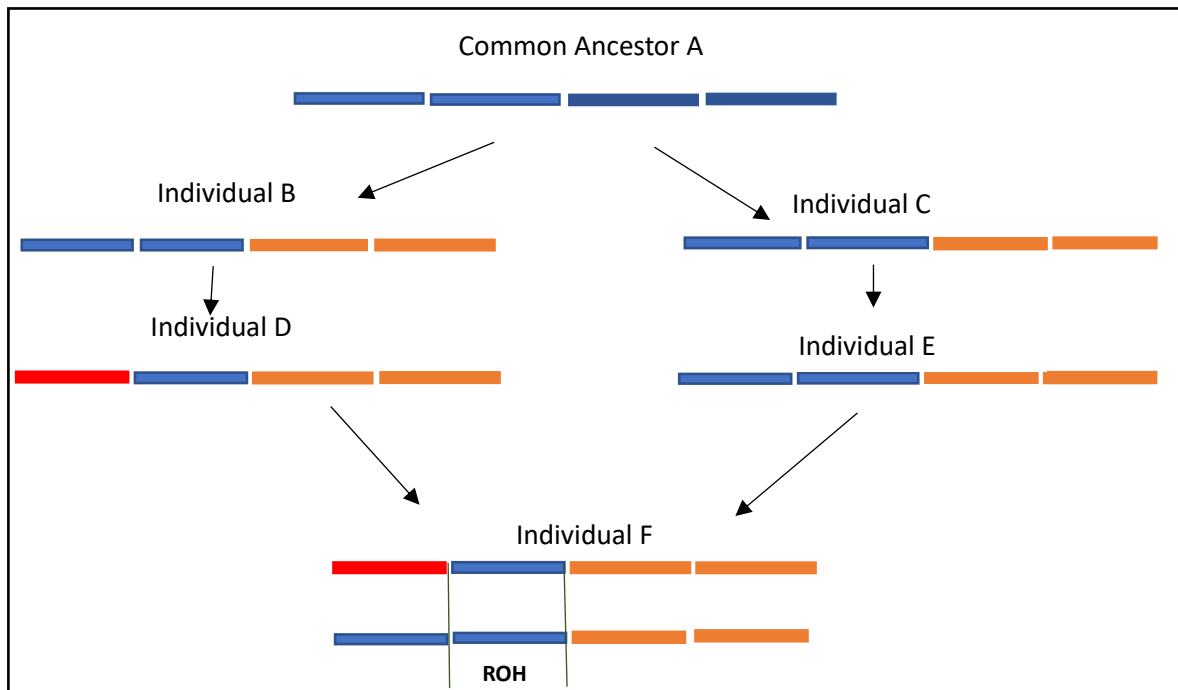 Common Ancestor A
Individual B
Individual C
Individual D
Individual E
Individual F
ROH